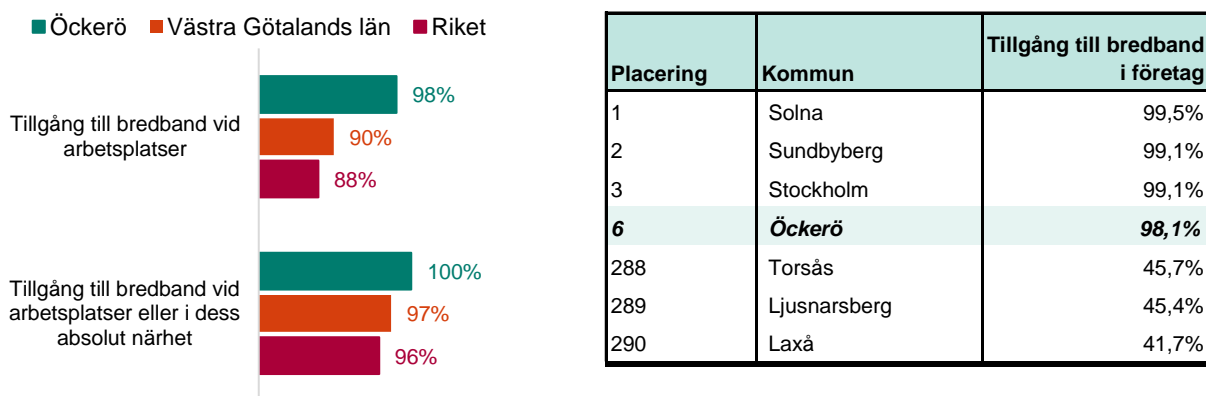 Öckerö Västra Götalands län Riket
Tillgång till bredband vid
arbetsplatser
98%
90%
88%
Tillgång till bredband vid
arbetsplatser eller i dess
absolut närhet
100%
97%
96%
Placering Kommun Tillgång till bredband i företag
1 Solna 99,5%
2 Sundbyberg 99,1%
3 Stockholm 99,1%
6 Öckerö 98,1%
288 Torsås 45,7%
289 Ljusnarsberg 45,4%
290 Laxå 41,7%